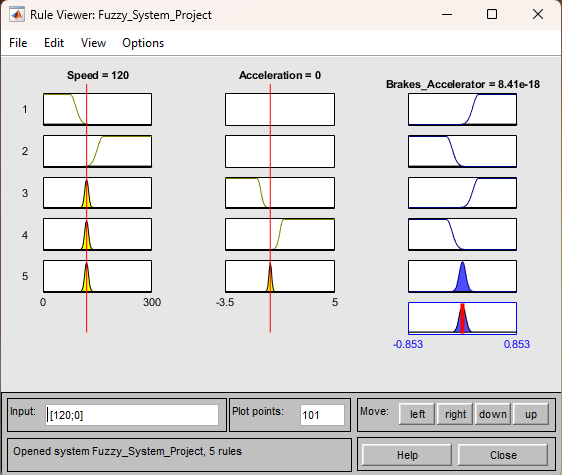 Rule Viewer: Fuzzy_System_Project
File Edit View Options
Speed = 120 Acceleration = 0 Brakes_Accelerator = 8.41e-18
1
2
3
4
5
0 300 -3.5 5
-0.853 0.853
Input: [120;0] Plot points: 101 Move: left right down up
Opened system Fuzzy_System_Project, 5 rules Help Close